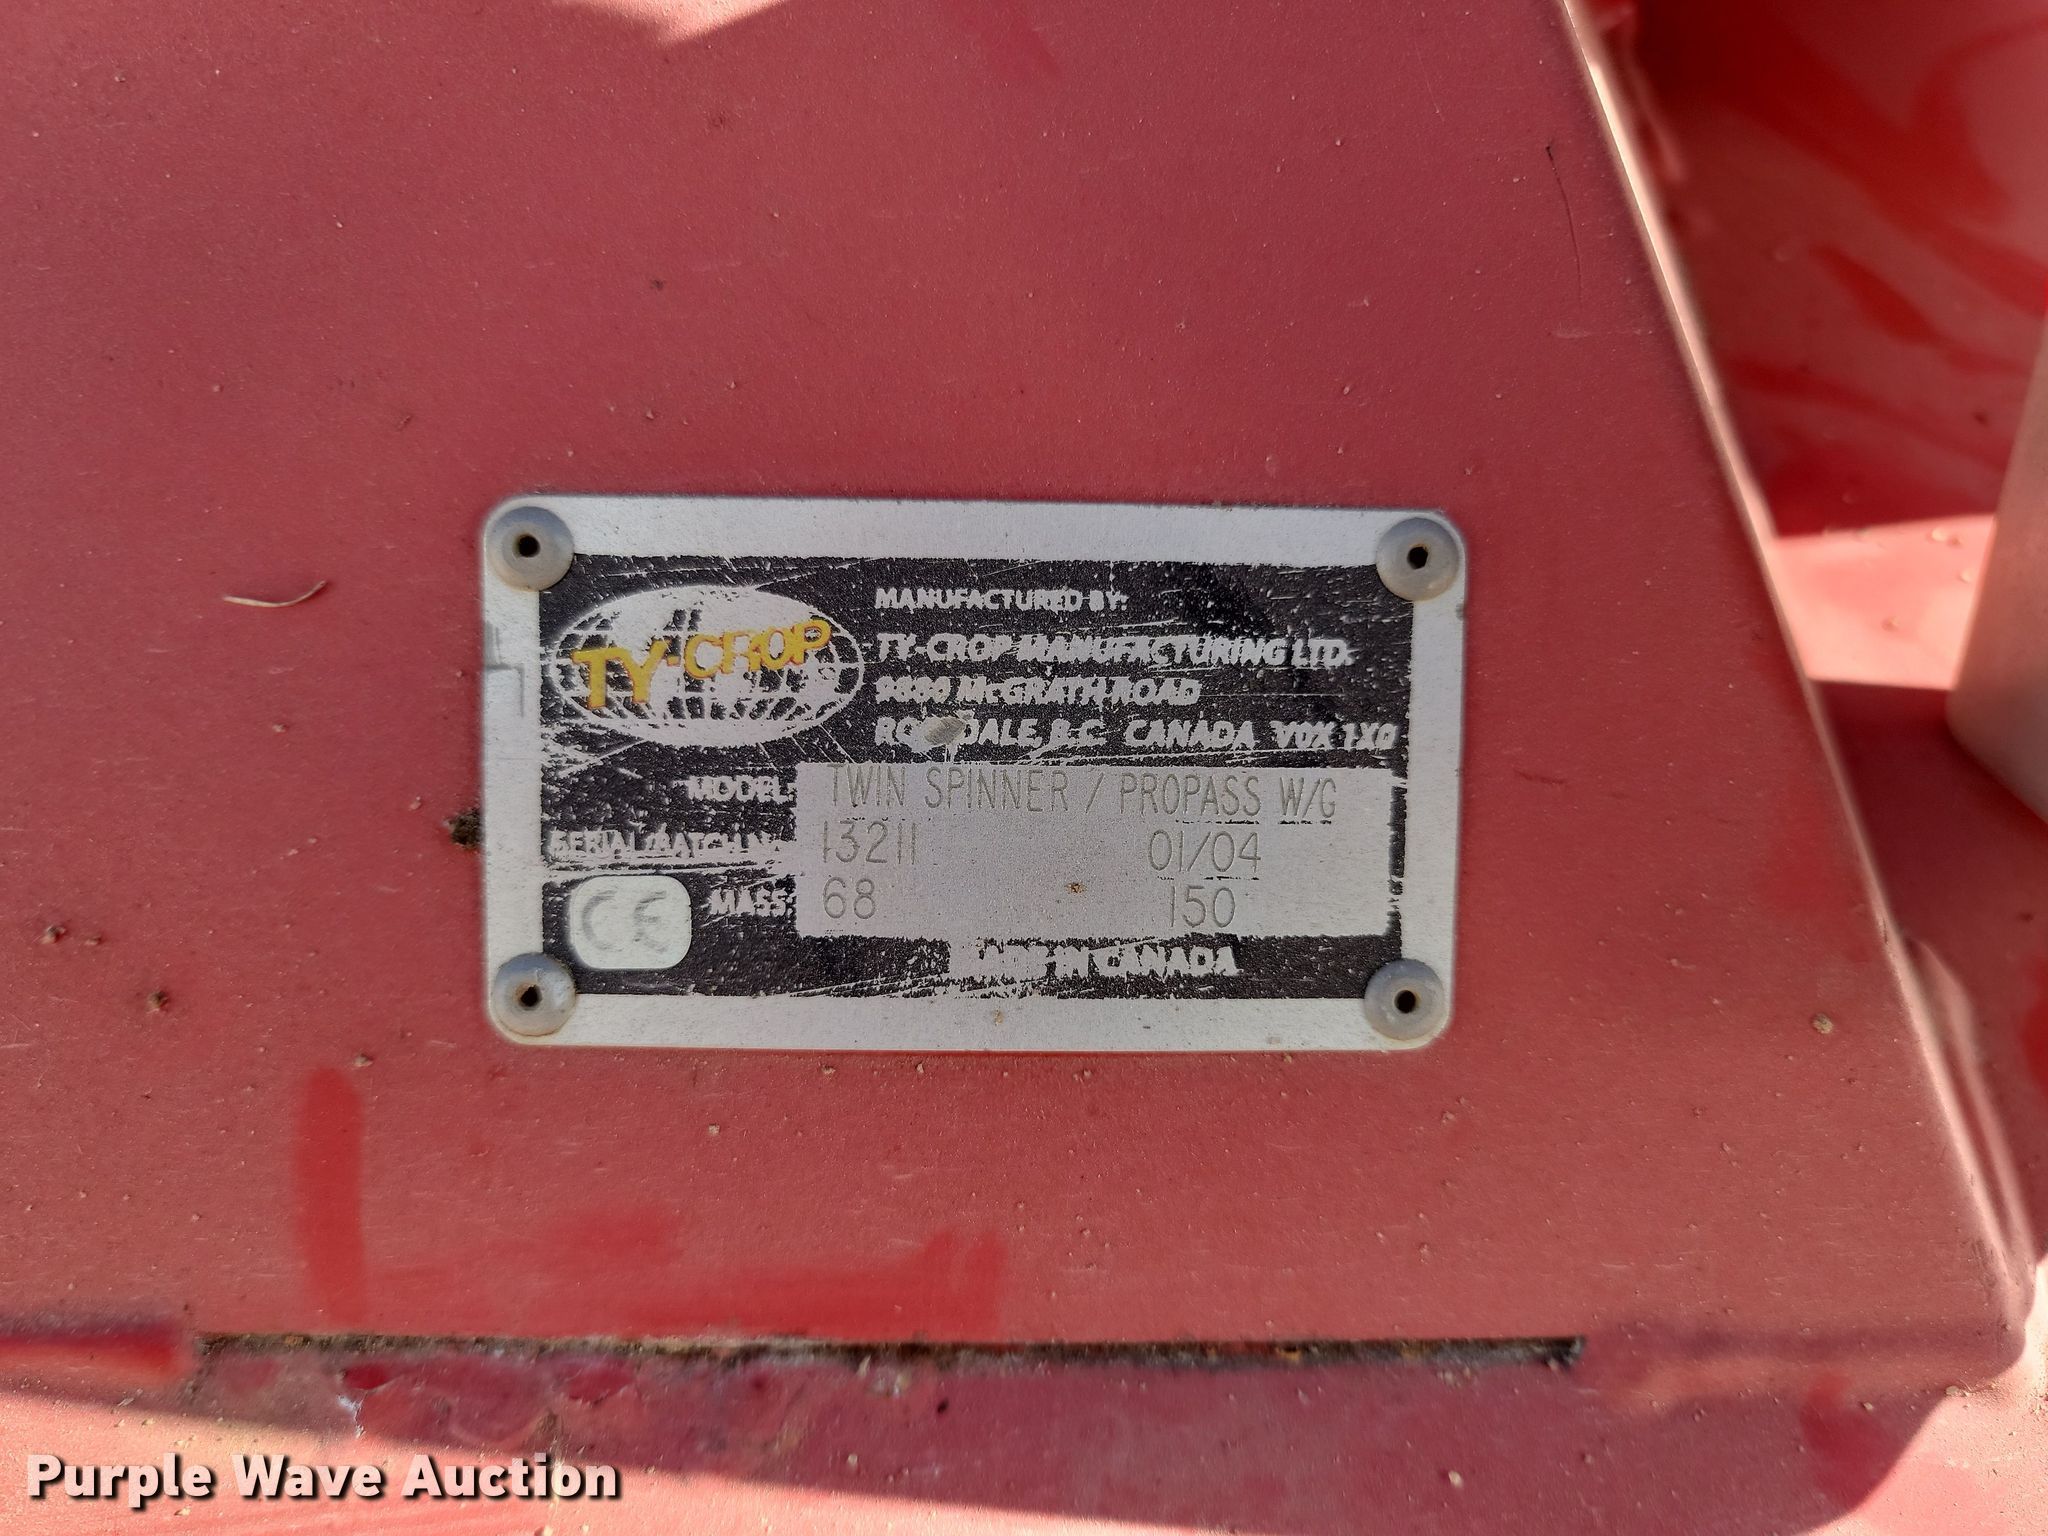 TY-CROP
MANUFACTURED BY:
TY-CROP MANUFACTURING LTD.
9880 McGRATH ROAD
ROSEDALE, B.C. CANADA V0X 1X0
MODEL: TWIN SPINNER / PROPASS W/G
SERIAL/BATCH NO. 13211 01/04
CE MASS: 68 150
MADE IN CANADA
Purple Wave Auction